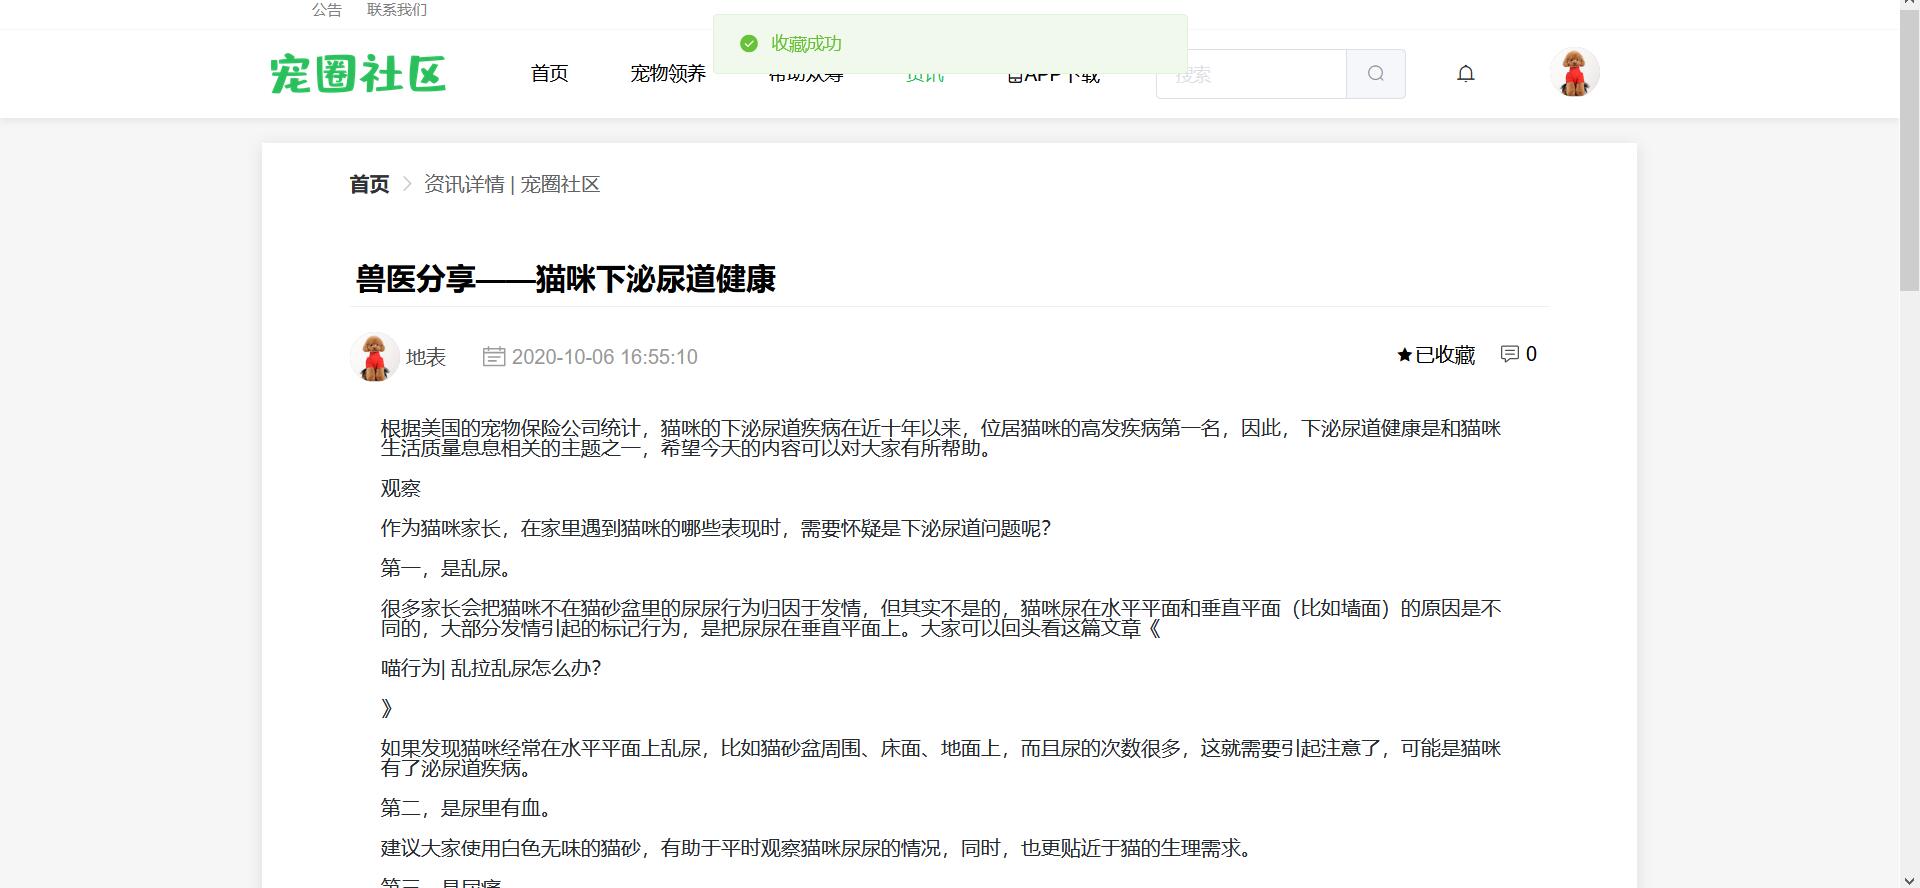 公告 联系我们
收藏成功
宠圈社区 首页 宠物领养 帮助众筹 资讯 APP下载 搜索
首页 资讯详情 | 宠圈社区
兽医分享——猫咪下泌尿道健康
地表 2020-10-06 16:55:10 已收藏 0
根据美国的宠物保险公司统计，猫咪的下泌尿道疾病在近十年以来，位居猫咪的高发疾病第一名，因此，下泌尿道健康是和猫咪
生活质量息息相关的主题之一，希望今天的内容可以对大家有所帮助。
观察
作为猫咪家长，在家里遇到猫咪的哪些表现时，需要怀疑是下泌尿道问题呢？
第一，是乱尿。
很多家长会把猫咪不在猫砂盆里的尿尿行为归因于发情，但其实不是的，猫咪尿在水平平面和垂直平面（比如墙面）的原因是不
同的，大部分发情引起的标记行为，是把尿尿在垂直平面上。大家可以回头看这篇文章《
喵行为| 乱拉乱尿怎么办？
》
如果发现猫咪经常在水平平面上乱尿，比如猫砂盆周围、床面、地面上，而且尿的次数很多，这就需要引起注意了，可能是猫咪
有了泌尿道疾病。
第二，是尿里有血。
建议大家使用白色无味的猫砂，有助于平时观察猫咪尿尿的情况，同时，也更贴近于猫的生理需求。
第三，是尿痛